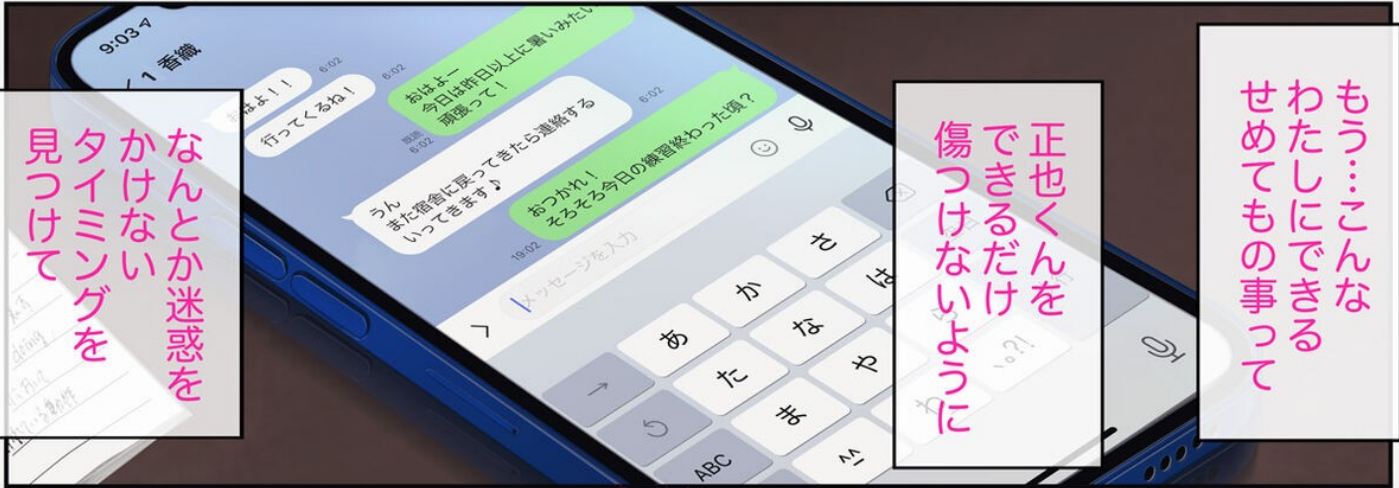 もう…こんな
わたしにできる
せめてもの事って
正也くんを
できるだけ
傷つけないように
なんとか迷惑を
かけない
タイミングを
見つけて
9:03
1 香織
おはよ!!
6:02
行ってくるね!
6:02
おはよー
今日は昨日以上に暑いみたい
頑張って!
既読
6:02
うん
また宿舎に戻ってきたら連絡する
いってきます♪
6:02
おつかれ!
そろそろ今日の練習終わった頃?
19:02
メッセージを入力
あ
か
さ
た
な
は
ま
や
ABC
^^
わ
、。?!